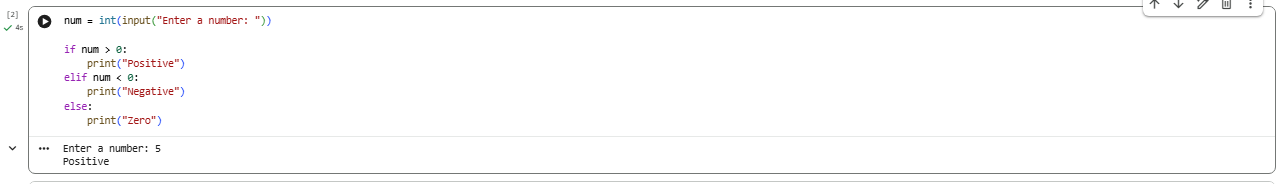 [2]
4s
num = int(input("Enter a number: "))
if num > 0:
    print("Positive")
elif num < 0:
    print("Negative")
else:
    print("Zero")
Enter a number: 5
Positive